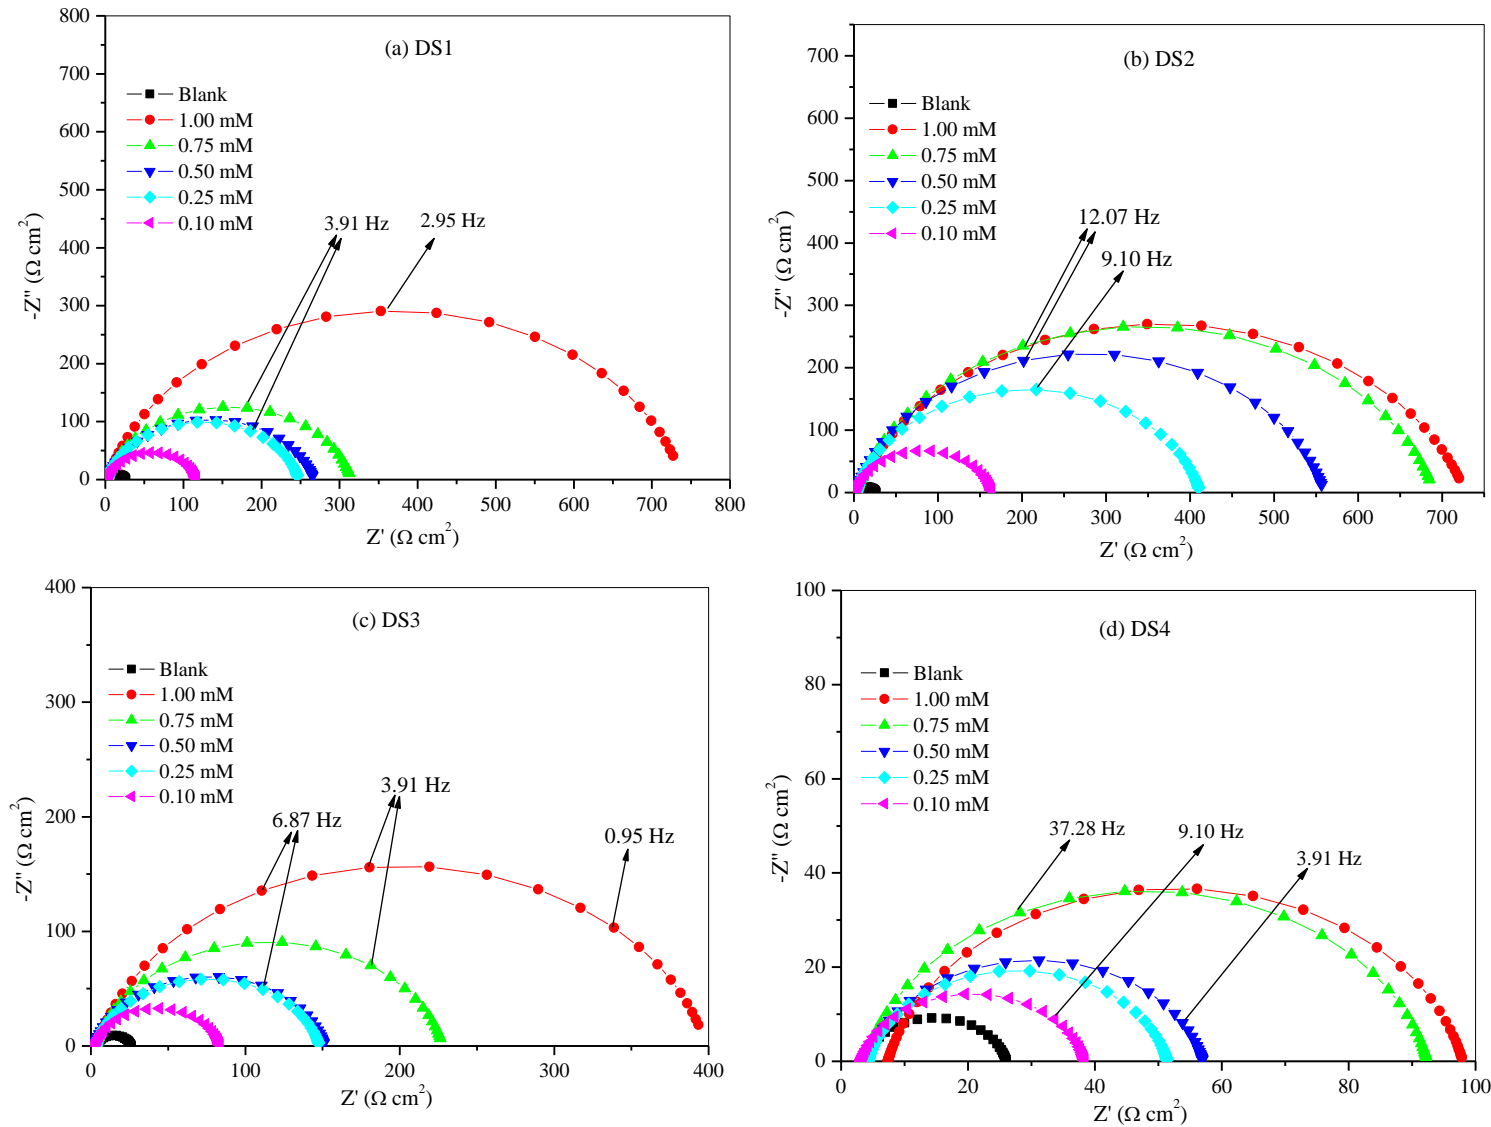 (a) DS1
800
700
600
500
400
300
200
100
0
-Z'' (Ω cm²)
Blank
1.00 mM
0.75 mM
0.50 mM
0.25 mM
0.10 mM
3.91 Hz
2.95 Hz
0 100 200 300 400 500 600 700 800
Z' (Ω cm²)
(b) DS2
700
600
500
400
300
200
100
0
-Z'' (Ω cm²)
Blank
1.00 mM
0.75 mM
0.50 mM
0.25 mM
0.10 mM
12.07 Hz
9.10 Hz
0 100 200 300 400 500 600 700
Z' (Ω cm²)
(c) DS3
400
300
200
100
0
-Z'' (Ω cm²)
Blank
1.00 mM
0.75 mM
0.50 mM
0.25 mM
0.10 mM
6.87 Hz
3.91 Hz
0.95 Hz
0 100 200 300 400
Z' (Ω cm²)
(d) DS4
100
80
60
40
20
0
-Z'' (Ω cm²)
Blank
1.00 mM
0.75 mM
0.50 mM
0.25 mM
0.10 mM
37.28 Hz
9.10 Hz
3.91 Hz
0 20 40 60 80 100
Z' (Ω cm²)